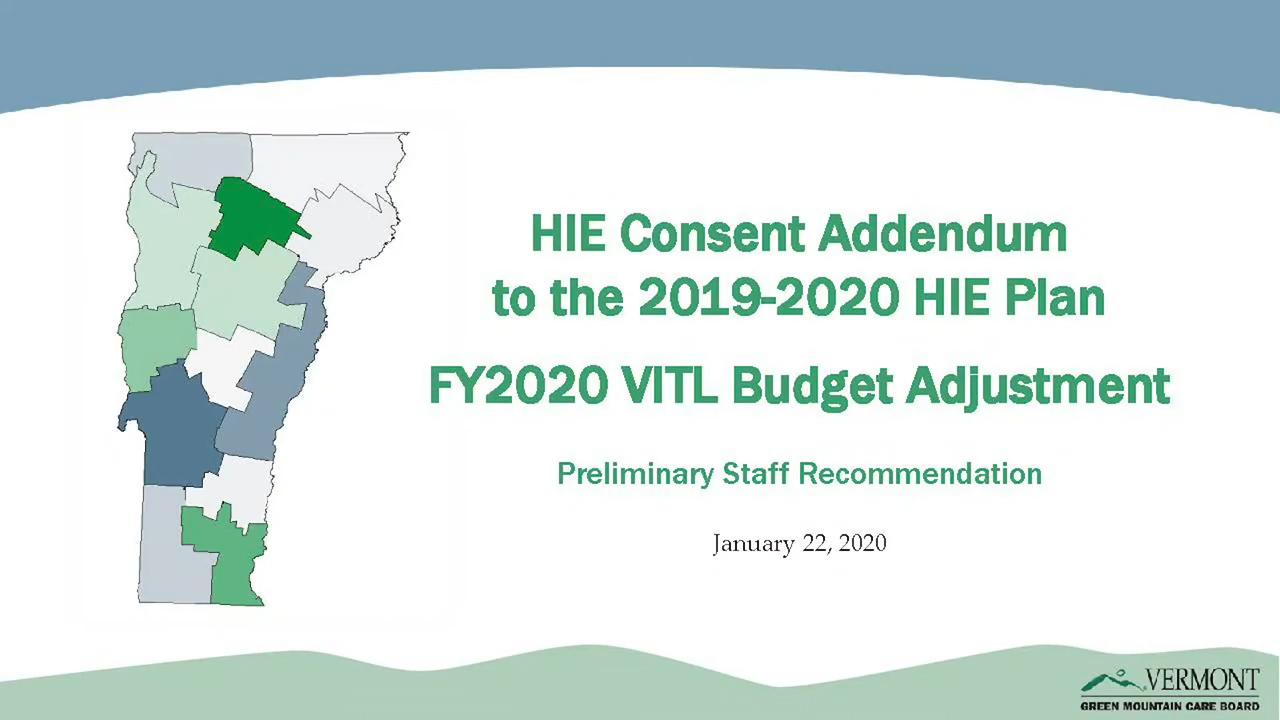 HIE Consent Addendum
to the 2019-2020 HIE Plan
FY2020 VITL Budget Adjustment
Preliminary Staff Recommendation
January 22, 2020
VERMONT
GREEN MOUNTAIN CARE BOARD